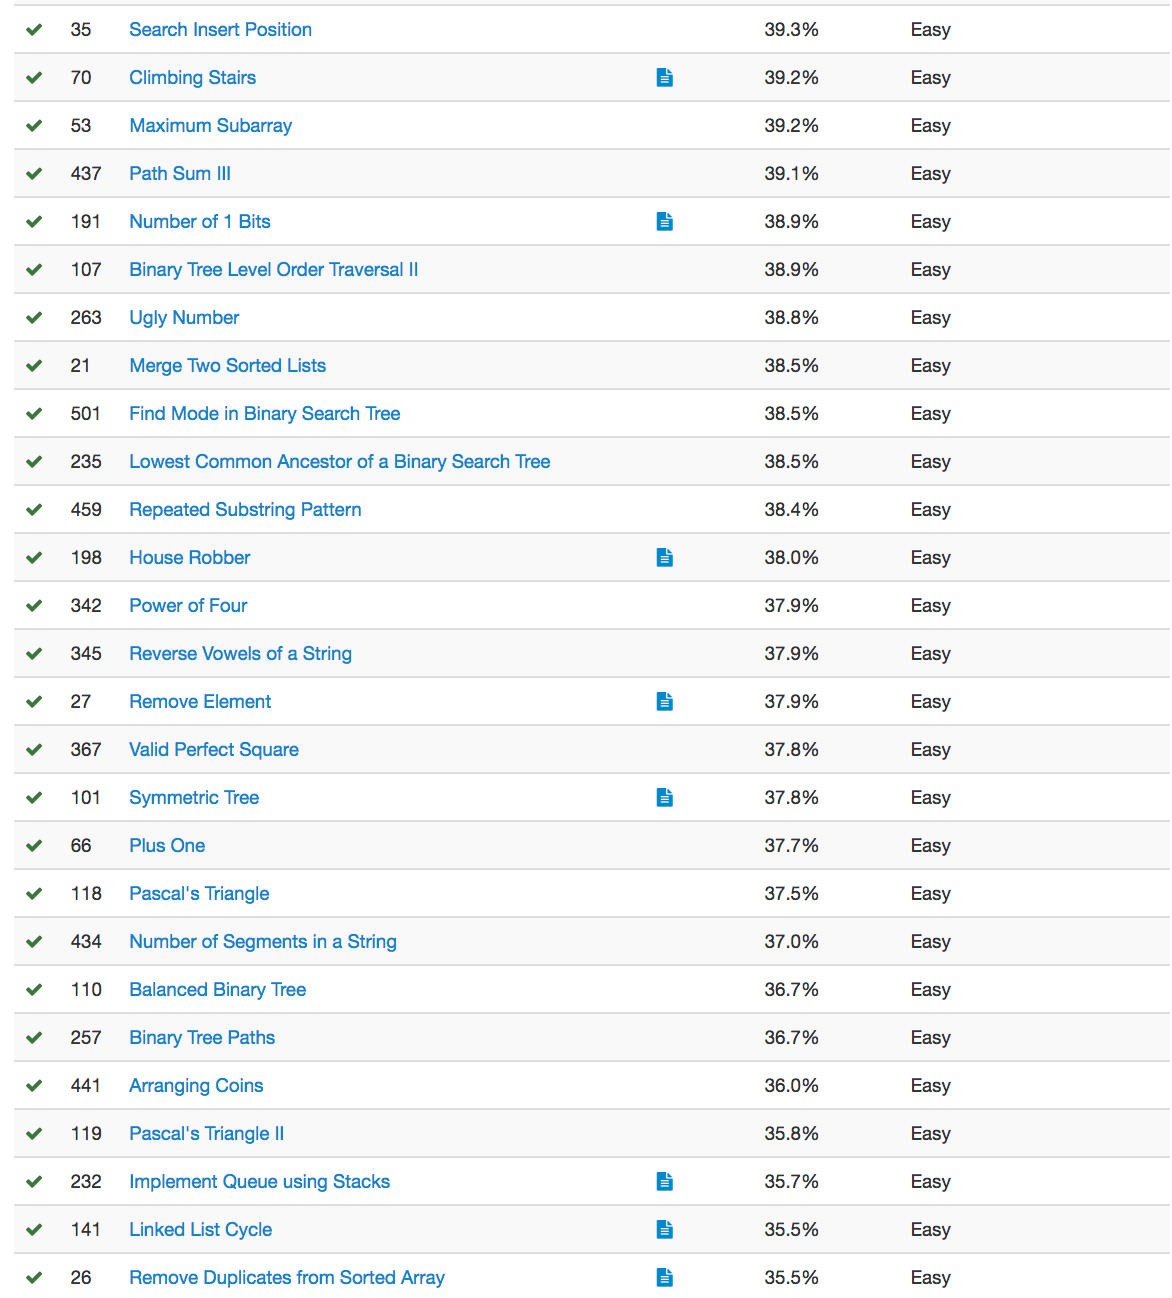 35 Search Insert Position 39.3% Easy
70 Climbing Stairs 39.2% Easy
53 Maximum Subarray 39.2% Easy
437 Path Sum III 39.1% Easy
191 Number of 1 Bits 38.9% Easy
107 Binary Tree Level Order Traversal II 38.9% Easy
263 Ugly Number 38.8% Easy
21 Merge Two Sorted Lists 38.5% Easy
501 Find Mode in Binary Search Tree 38.5% Easy
235 Lowest Common Ancestor of a Binary Search Tree 38.5% Easy
459 Repeated Substring Pattern 38.4% Easy
198 House Robber 38.0% Easy
342 Power of Four 37.9% Easy
345 Reverse Vowels of a String 37.9% Easy
27 Remove Element 37.9% Easy
367 Valid Perfect Square 37.8% Easy
101 Symmetric Tree 37.8% Easy
66 Plus One 37.7% Easy
118 Pascal's Triangle 37.5% Easy
434 Number of Segments in a String 37.0% Easy
110 Balanced Binary Tree 36.7% Easy
257 Binary Tree Paths 36.7% Easy
441 Arranging Coins 36.0% Easy
119 Pascal's Triangle II 35.8% Easy
232 Implement Queue using Stacks 35.7% Easy
141 Linked List Cycle 35.5% Easy
26 Remove Duplicates from Sorted Array 35.5% Easy